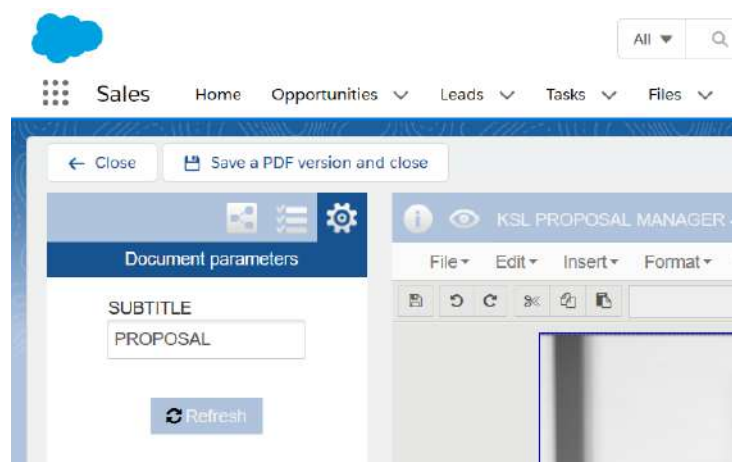 All
Sales Home Opportunities Leads Tasks Files
Close Save a PDF version and close
KSL PROPOSAL MANAGER
Document parameters
File Edit Insert Format
SUBTITLE
PROPOSAL
Refresh